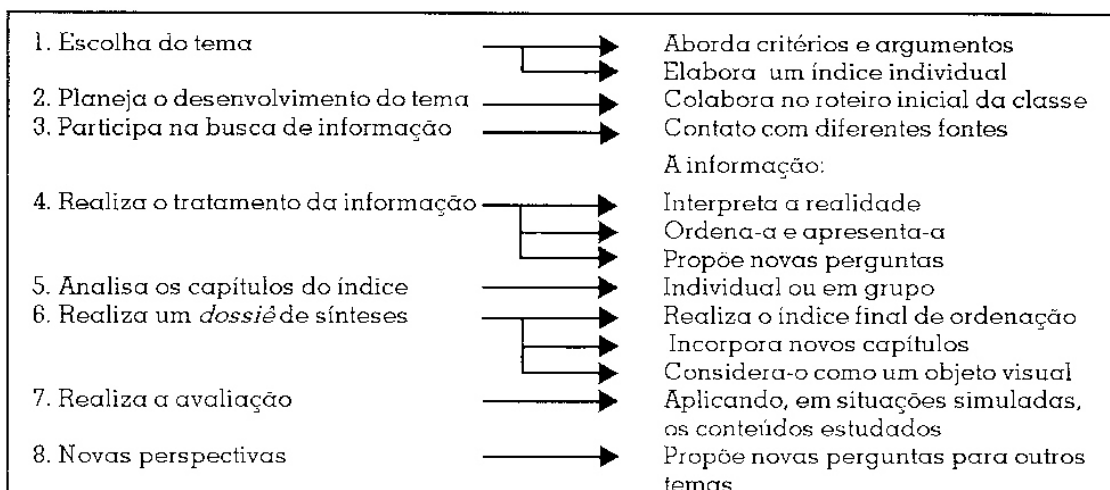 1. Escolha do tema
Aborda critérios e argumentos
Elabora um índice individual
2. Planeja o desenvolvimento do tema
Colabora no roteiro inicial da classe
3. Participa na busca de informação
Contato com diferentes fontes
A informação:
4. Realiza o tratamento da informação
Interpreta a realidade
Ordena-a e apresenta-a
Propõe novas perguntas
5. Analisa os capítulos do índice
Individual ou em grupo
6. Realiza um dossiê de sínteses
Realiza o índice final de ordenação
Incorpora novos capítulos
Considera-o como um objeto visual
7. Realiza a avaliação
Aplicando, em situações simuladas,
os conteúdos estudados
8. Novas perspectivas
Propõe novas perguntas para outros
temas